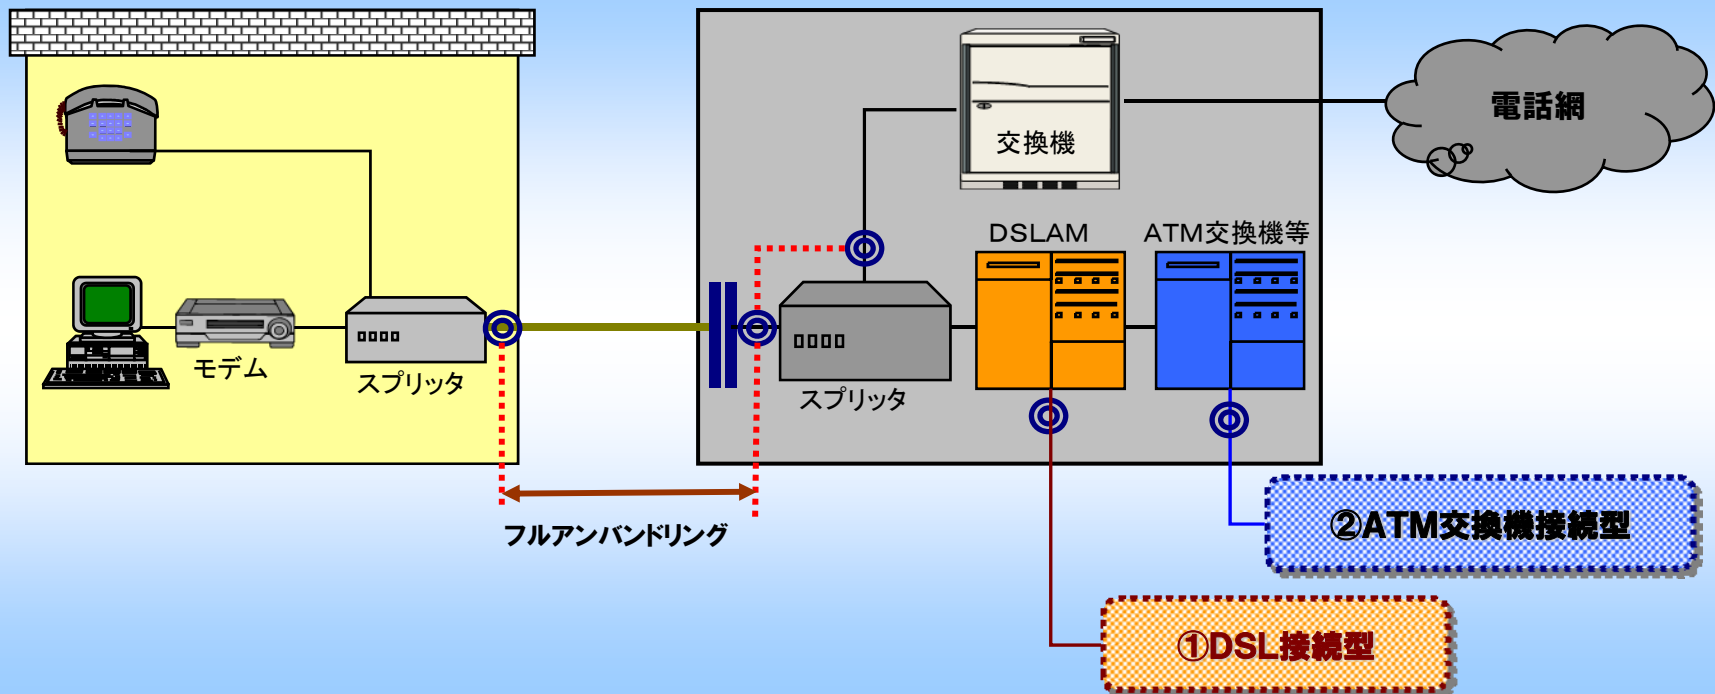 電話網
交換機
DSLAM
ATM交換機等
モデム
スプリッタ
スプリッタ
フルアンバンドリング
②ATM交換機接続型
①DSL接続型